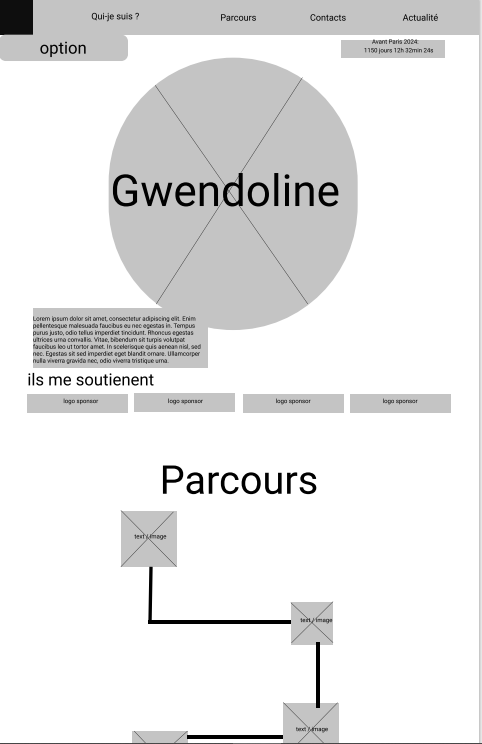 Qui-je suis ?
Parcours
Contacts
Actualité
option
Avant Paris 2024:
1150 jours 12h 32min 24s
Gwendoline
Lorem ipsum dolor sit amet, consectetur adipiscing elit. Enim
pellentesque malesuada faucibus eu nec egestas in. Tempus
purus justo, odio tellus imperdiet tincidunt. Rhoncus egestas
ultrices urna convallis. Vitae, bibendum sit turpis volutpat
faucibus leo ut tortor amet. In scelerisque quis aenean nisl, sed
nec. Egestas sit sed imperdiet eget blandit ornare. Ullamcorper
nulla viverra gravida nec, odio viverra tristique urna.
ils me soutienent
logo sponsor
logo sponsor
logo sponsor
logo sponsor
Parcours
text / image
text / image
text / image